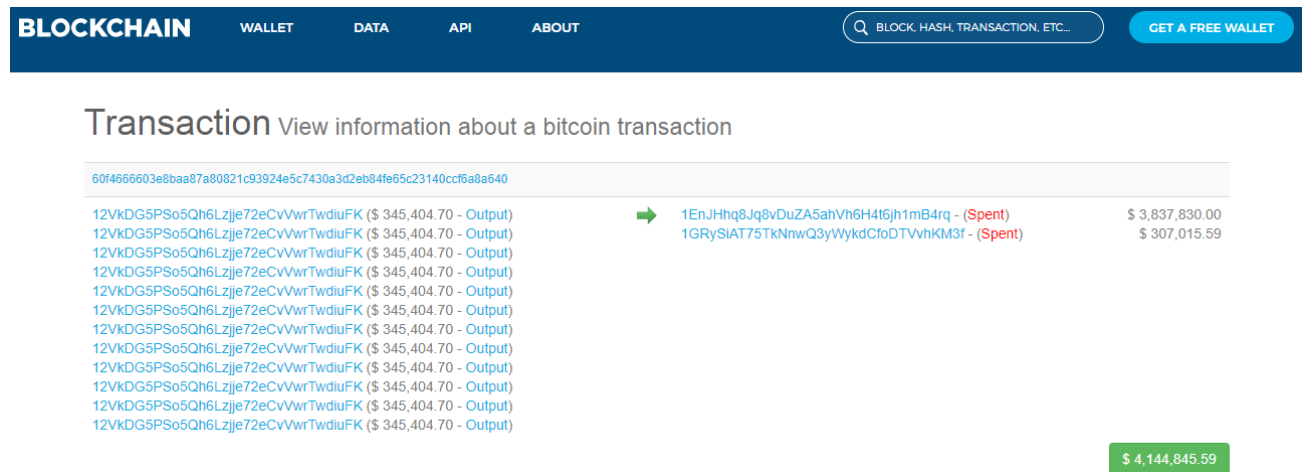 BLOCKCHAIN WALLET DATA API ABOUT BLOCK, HASH, TRANSACTION, ETC... GET A FREE WALLET
Transaction View information about a bitcoin transaction
60f4666603e8baa87a80821c93924e5c7430a3d2eb84fe65c23140ccf6a8a640
12VkDG5PSo5Qh6Lzjje72eCvVwrTwdiuFK ($ 345,404.70 - Output) 1EnJHhq8Jq8vDuZA5ahVh6H4t6jh1mB4rq - (Spent) $ 3,837,830.00
12VkDG5PSo5Qh6Lzjje72eCvVwrTwdiuFK ($ 345,404.70 - Output) 1GRySiAT75TkNnwQ3yWykdCfoDTVvhKM3f - (Spent) $ 307,015.59
12VkDG5PSo5Qh6Lzjje72eCvVwrTwdiuFK ($ 345,404.70 - Output)
12VkDG5PSo5Qh6Lzjje72eCvVwrTwdiuFK ($ 345,404.70 - Output)
12VkDG5PSo5Qh6Lzjje72eCvVwrTwdiuFK ($ 345,404.70 - Output)
12VkDG5PSo5Qh6Lzjje72eCvVwrTwdiuFK ($ 345,404.70 - Output)
12VkDG5PSo5Qh6Lzjje72eCvVwrTwdiuFK ($ 345,404.70 - Output)
12VkDG5PSo5Qh6Lzjje72eCvVwrTwdiuFK ($ 345,404.70 - Output)
12VkDG5PSo5Qh6Lzjje72eCvVwrTwdiuFK ($ 345,404.70 - Output)
12VkDG5PSo5Qh6Lzjje72eCvVwrTwdiuFK ($ 345,404.70 - Output)
12VkDG5PSo5Qh6Lzjje72eCvVwrTwdiuFK ($ 345,404.70 - Output)
12VkDG5PSo5Qh6Lzjje72eCvVwrTwdiuFK ($ 345,404.70 - Output)
$ 4,144,845.59